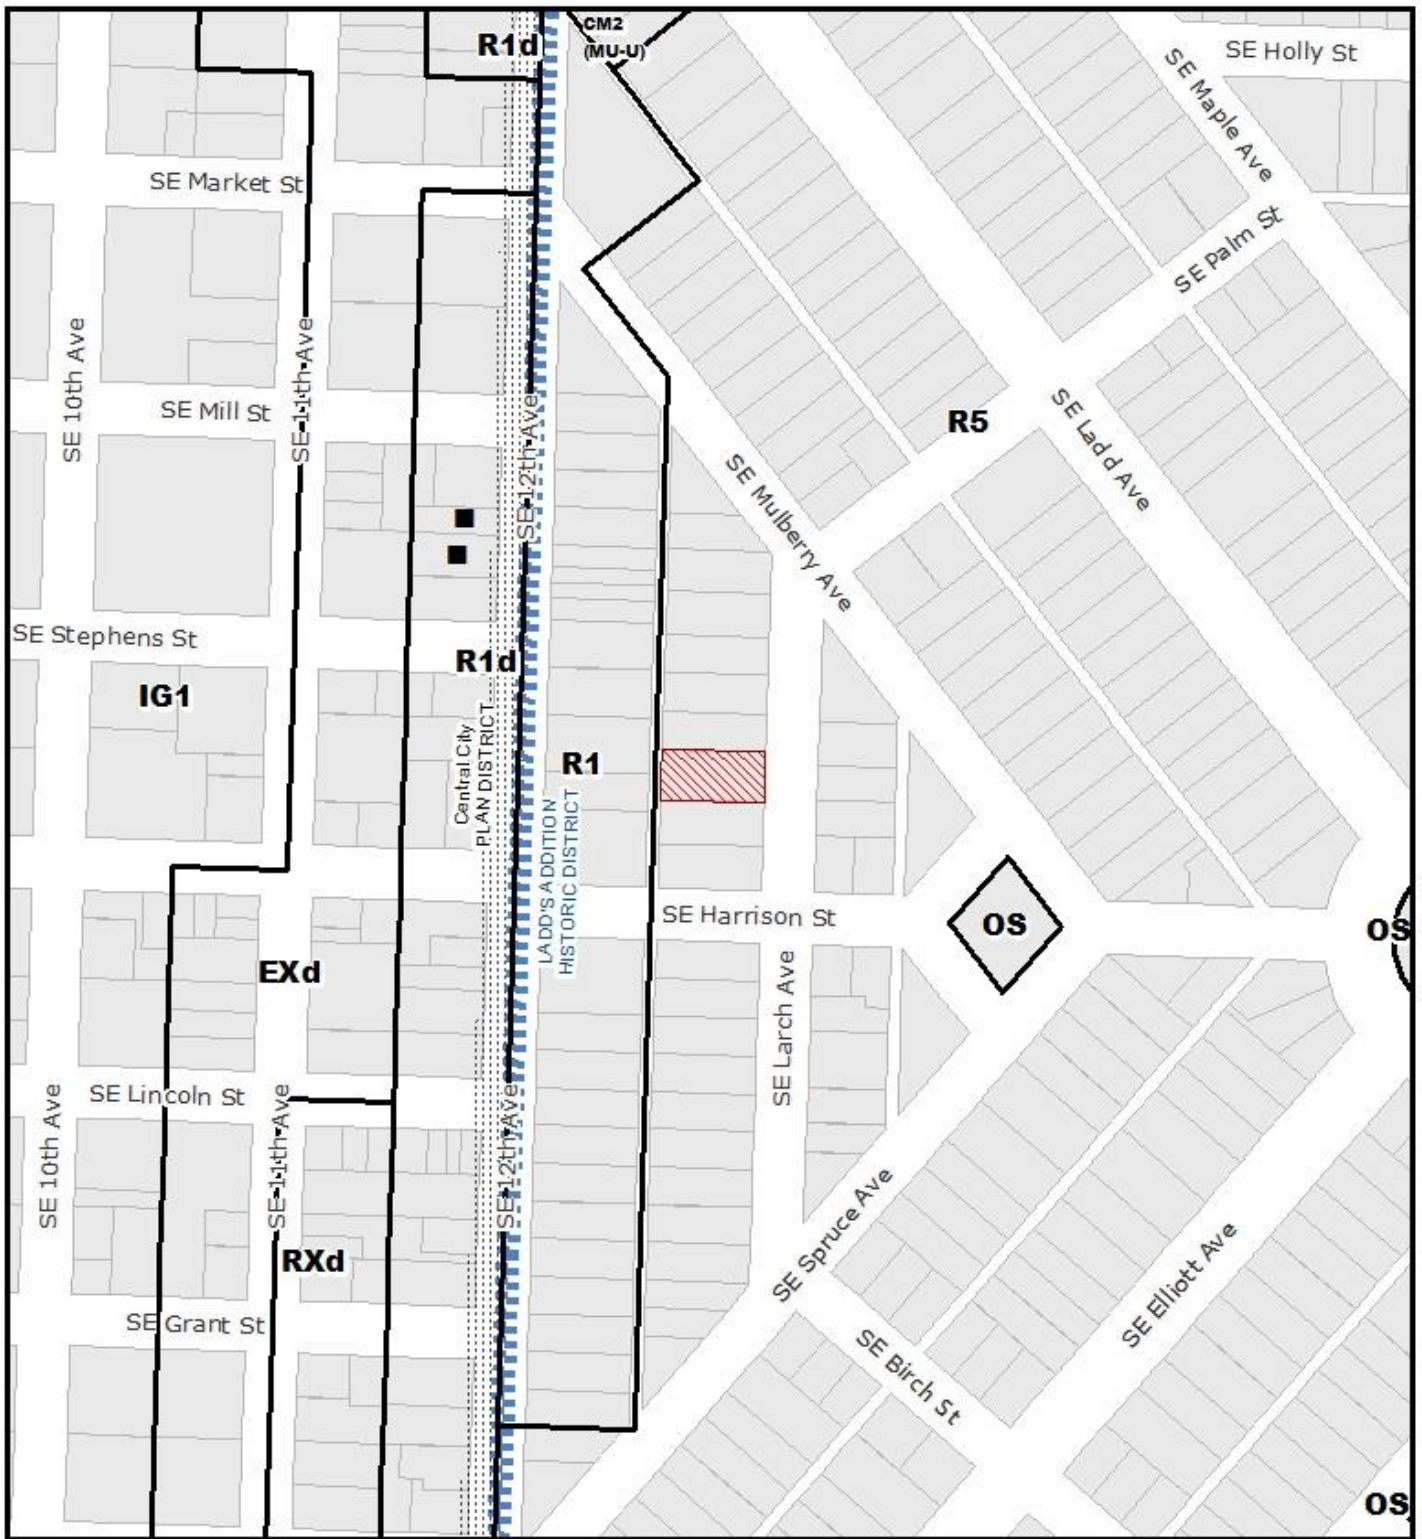 CM2
(MU-U)
R1d
SE Holly St
SE Maple Ave
SE Market St
SE Palm St
SE 10th Ave
SE 11th Ave
SE Mill St
SE 12th Ave
R5
SE Ladd Ave
SE Mulberry Ave
SE Stephens St
R1d
IG1
Central City
PLAN DISTRICT
R1
LADD'S ADDITION
HISTORIC DISTRICT
SE Harrison St
OS
OS
EXd
SE Larch Ave
SE Lincoln St
SE 10th Ave
SE 11th Ave
SE 12th Ave
SE Spruce Ave
SE Elliott Ave
RXd
SE Grant St
SE Birch St
OS